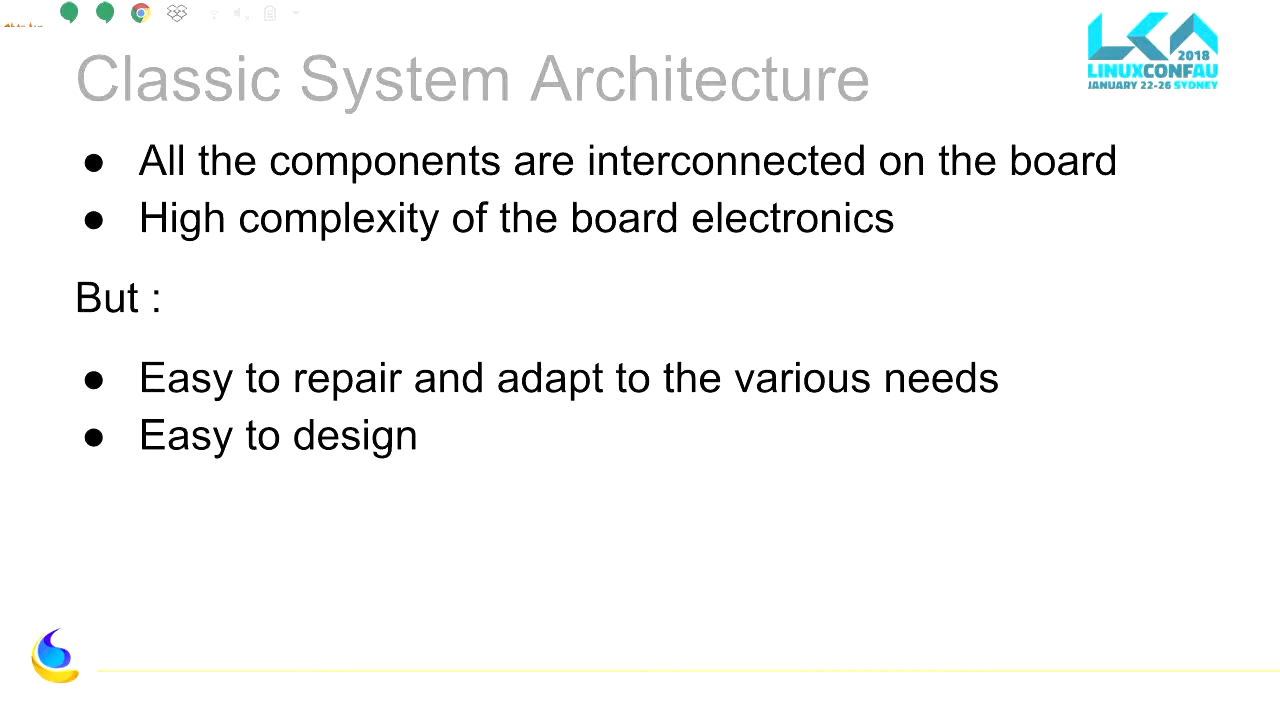 Classic System Architecture
2018
LINUXCONFAU
JANUARY 22-26 SYDNEY
● All the components are interconnected on the board
● High complexity of the board electronics
But :
● Easy to repair and adapt to the various needs
● Easy to design